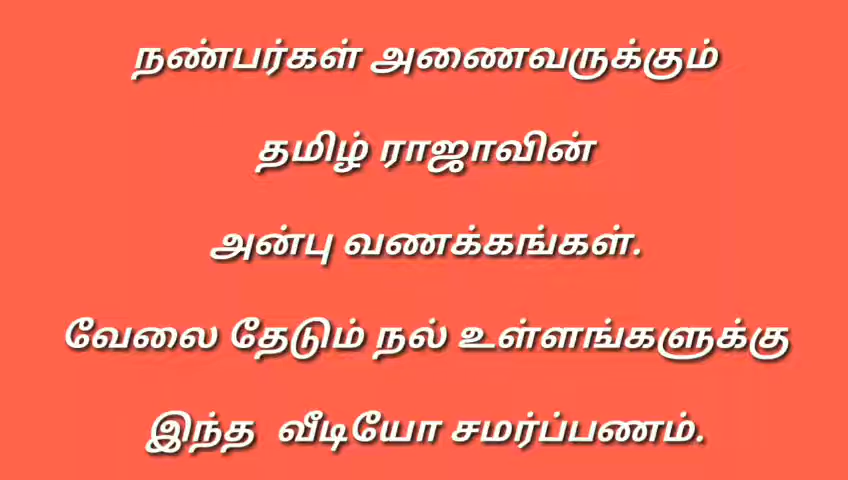 நண்பர்கள் அணைவருக்கும்
தமிழ் ராஜாவின்
அன்பு வணக்கங்கள்.
வேலை தேடும் நல் உள்ளங்களுக்கு
இந்த வீடியோ சமர்ப்பணம்.